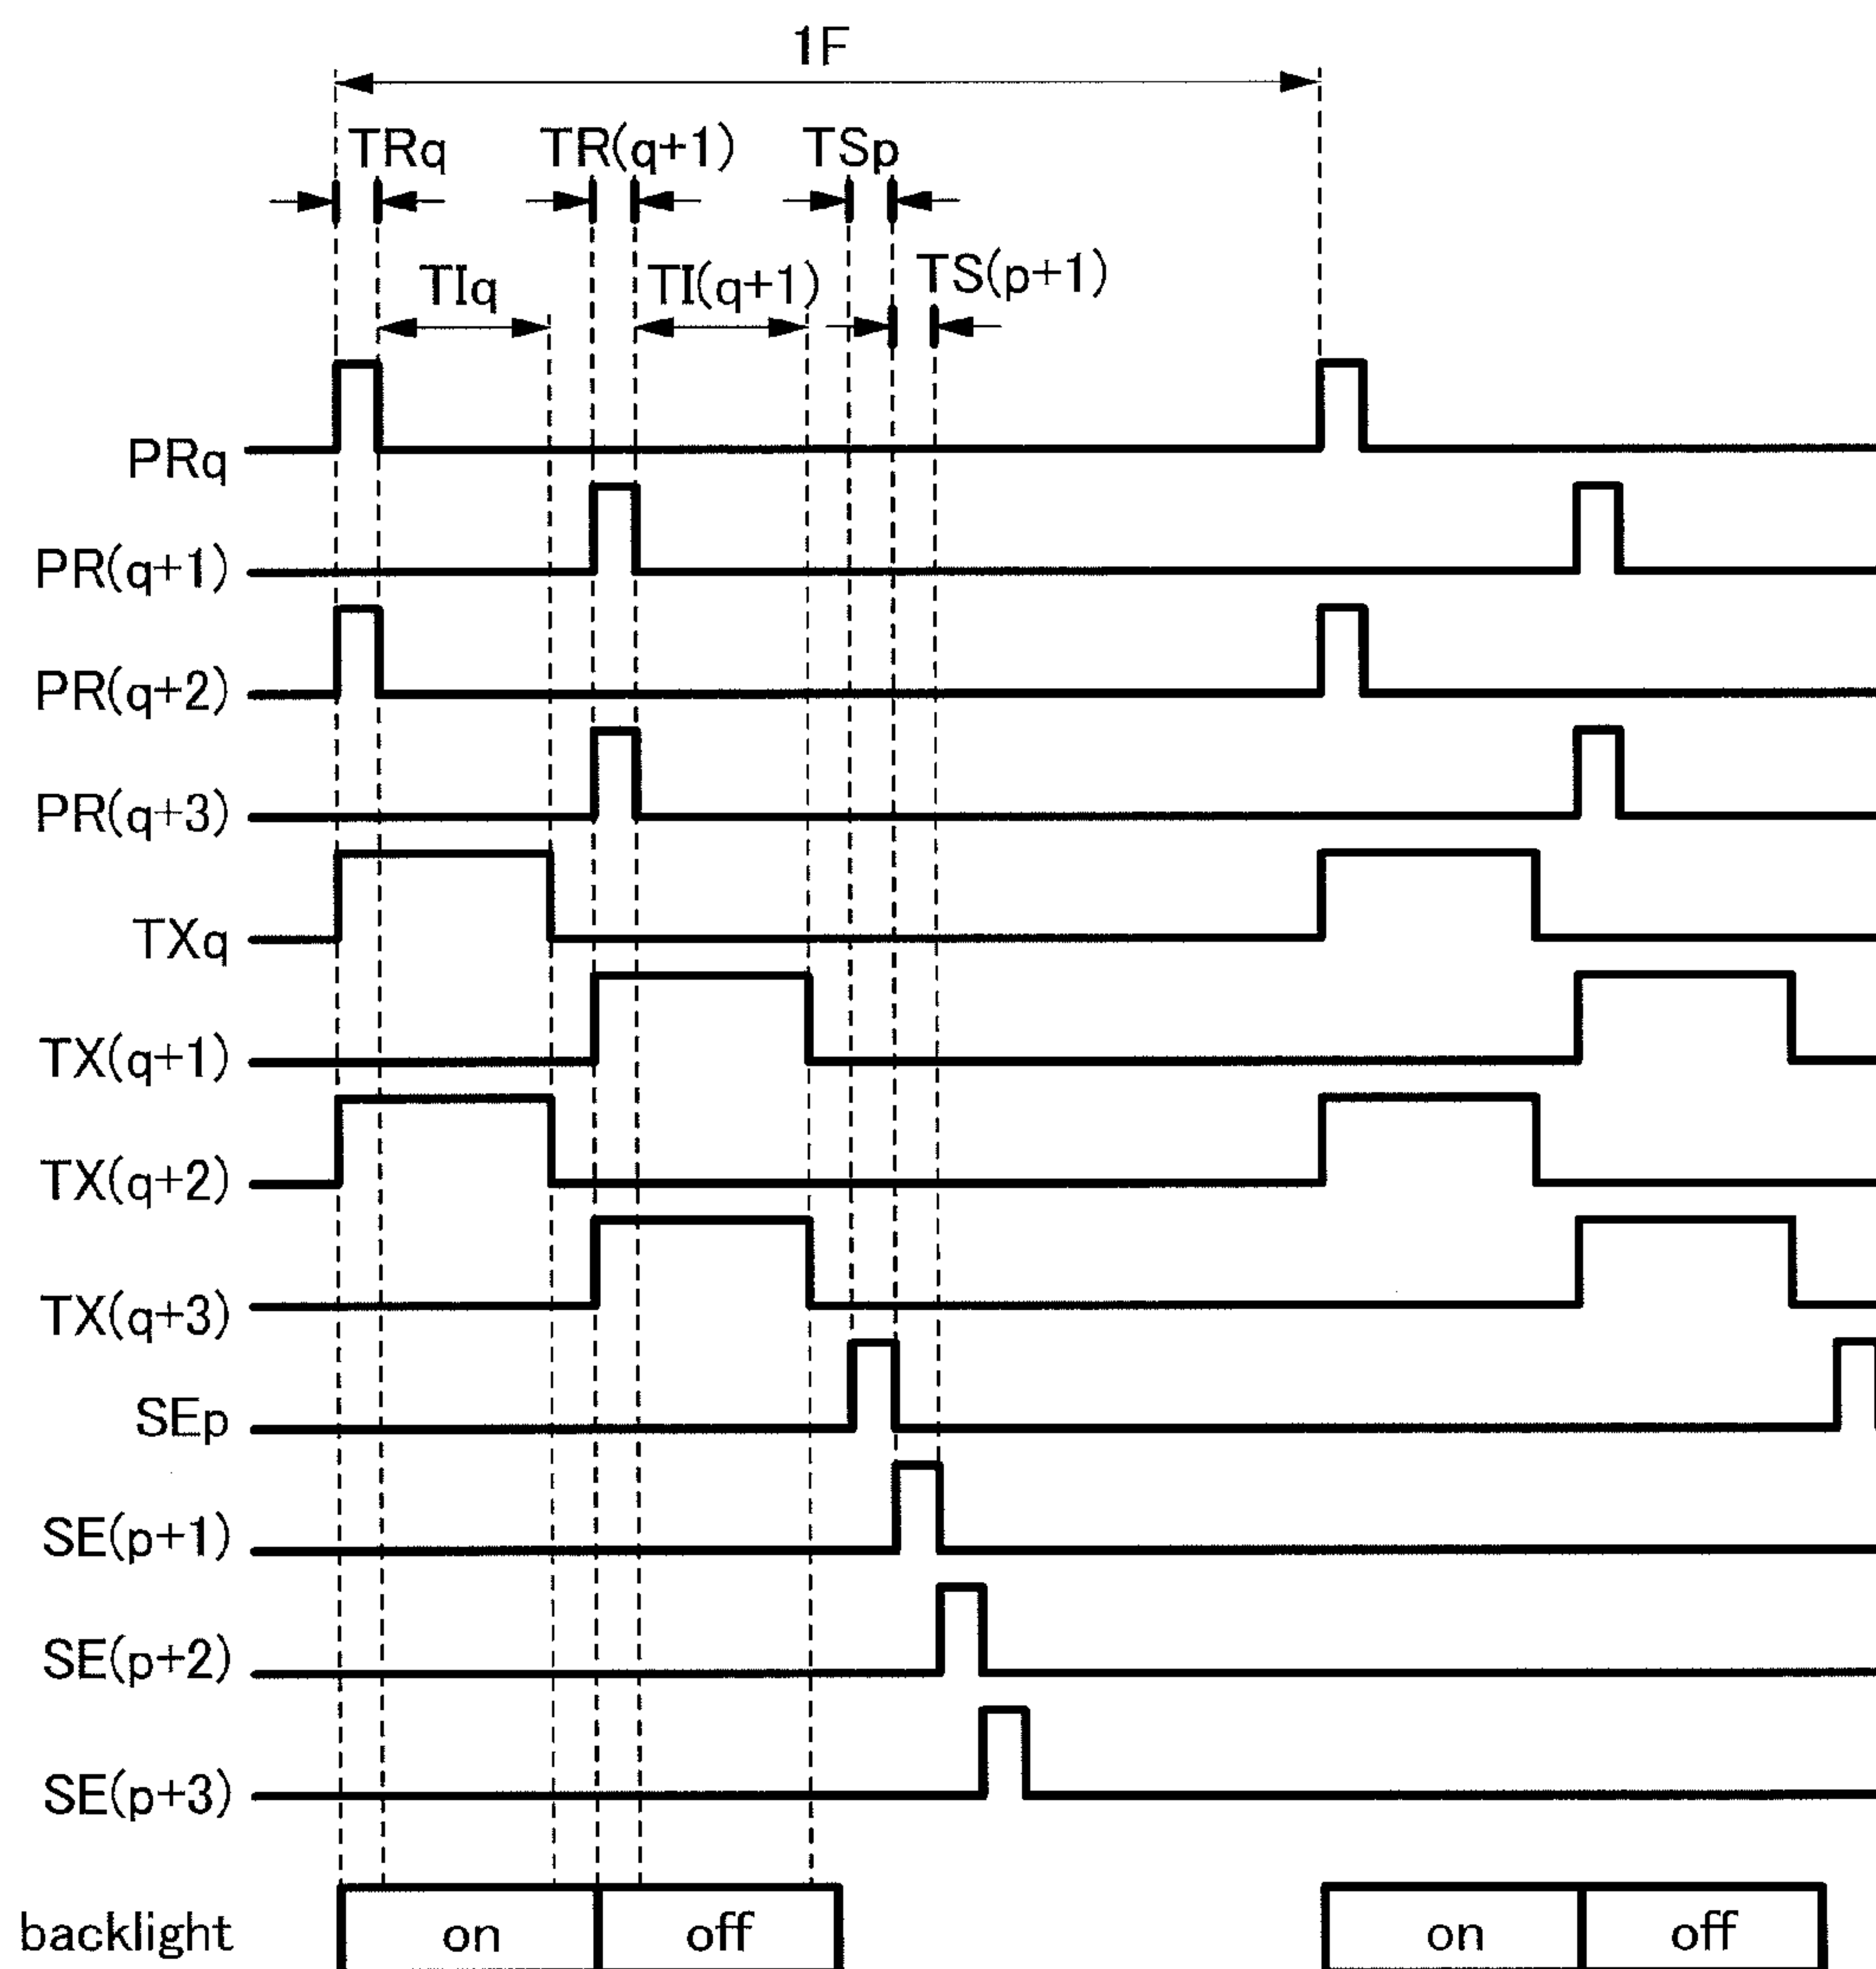 1F
TRq TR(q+1) TSp
TS(p+1)
TIq TI(q+1)
PRq
PR(q+1)
PR(q+2)
PR(q+3)
TXq
TX(q+1)
TX(q+2)
TX(q+3)
SEp
SE(p+1)
SE(p+2)
SE(p+3)
backlight on off on off